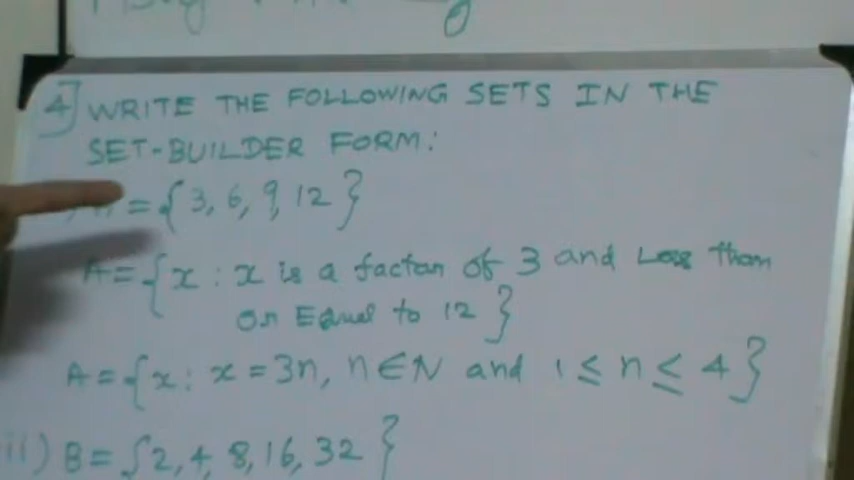 4] WRITE THE FOLLOWING SETS IN THE
SET-BUILDER FORM:
= { 3, 6, 9, 12 }
A = { x : x is a factor of 3 and Less than
or Equal to 12 }
A = { x : x = 3n, n ∈ N and 1 ≤ n ≤ 4 }
ii) B = { 2, 4, 8, 16, 32 }